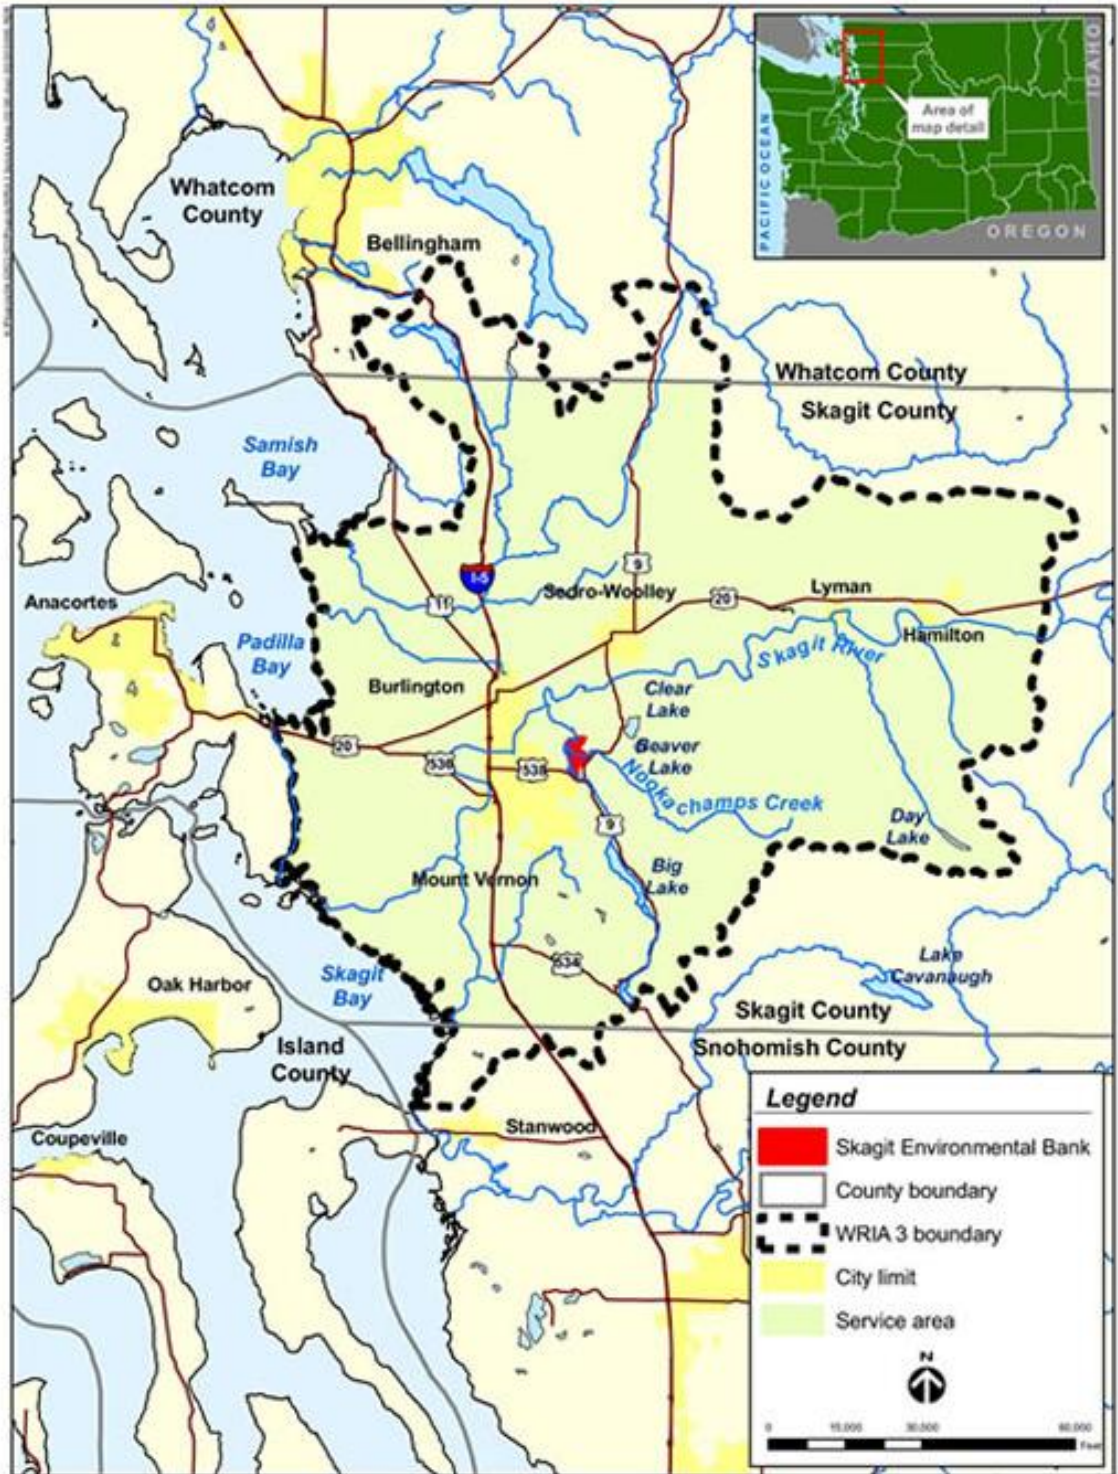 Whatcom
County
Bellingham
PACIFIC OCEAN
IDAHO
Area of
map detail
OREGON
Whatcom County
Skagit County
Samish
Bay
I-5
9
Sedro-Woolley
11
20
Lyman
Anacortes
Hamilton
Padilla
Bay
Skagit River
Burlington
Clear
Lake
20
538
538
Beaver
Lake
Nookachamps Creek
9
Day
Lake
Mount Vernon
Big
Lake
534
Lake
Cavanaugh
Skagit
Bay
Oak Harbor
Skagit County
Snohomish County
Island
County
Stanwood
Coupeville
Legend
Skagit Environmental Bank
County boundary
WRIA 3 boundary
City limit
Service area
N
0 15,000 30,000 60,000
Feet